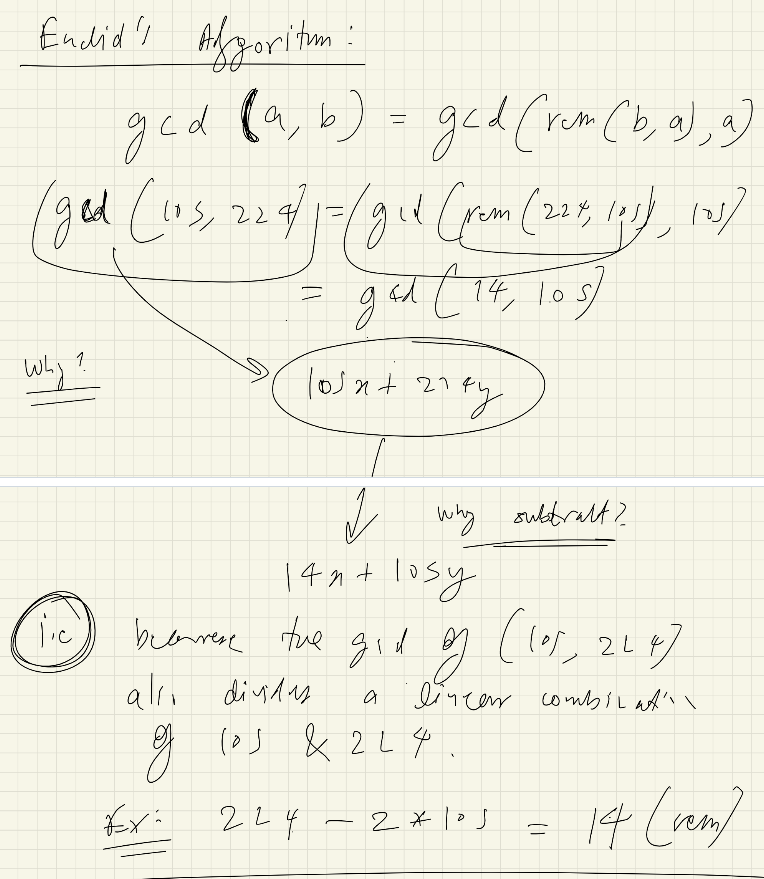 Euclid's Algoritm:
gcd (a, b) = gcd(rem(b, a), a)
(gcd (105, 224) = (gcd (rem(224, 105), 105)
= gcd (14, 105)
Why?
105x + 224y
why subtract?
14x + 105y
i.e because the gcd of (105, 224)
also divides a linear combination
of 105 & 224.
Ex: 224 - 2 * 105 = 14 (rem)